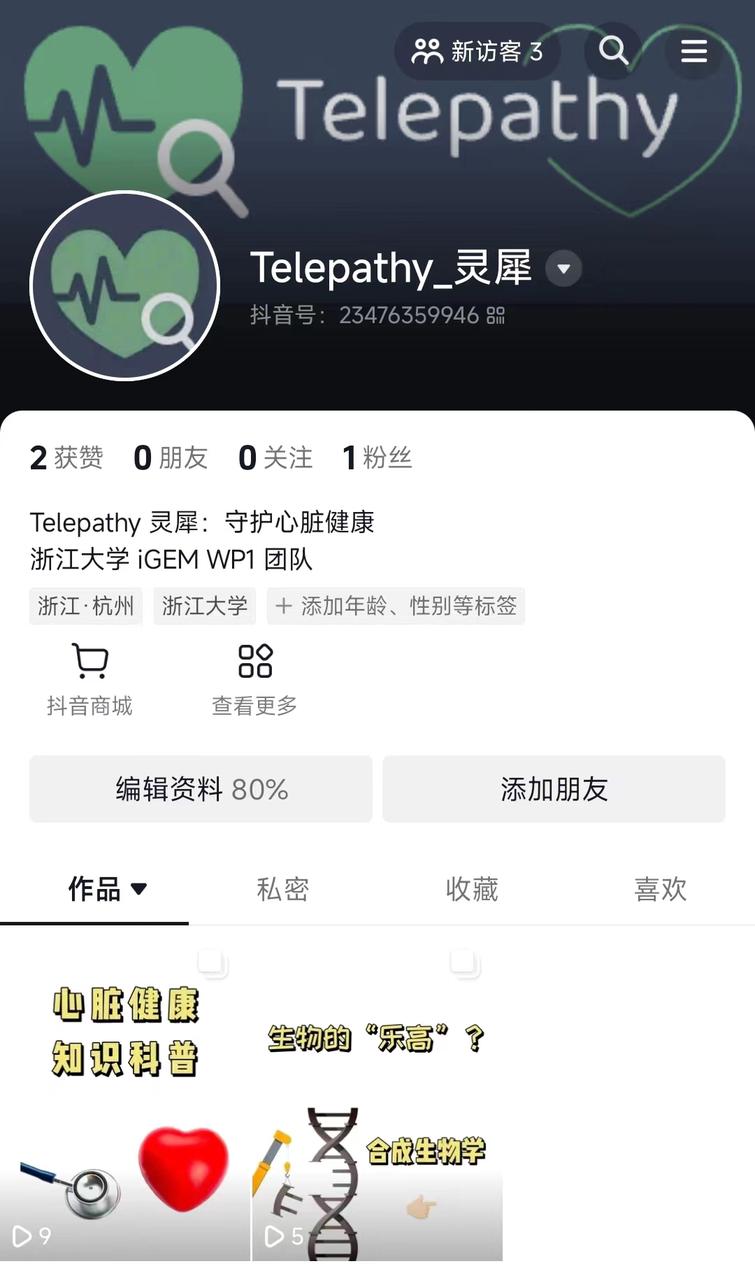 新访客 3
Telepathy
Telepathy_灵犀
抖音号：23476359946
2 获赞 0 朋友 0 关注 1 粉丝
Telepathy 灵犀：守护心脏健康
浙江大学 iGEM WP1 团队
浙江·杭州 浙江大学 + 添加年龄、性别等标签
抖音商城 查看更多
编辑资料 80% 添加朋友
作品 私密 收藏 喜欢
心脏健康
知识科普
9
生物的“乐高”？
合成生物学
5